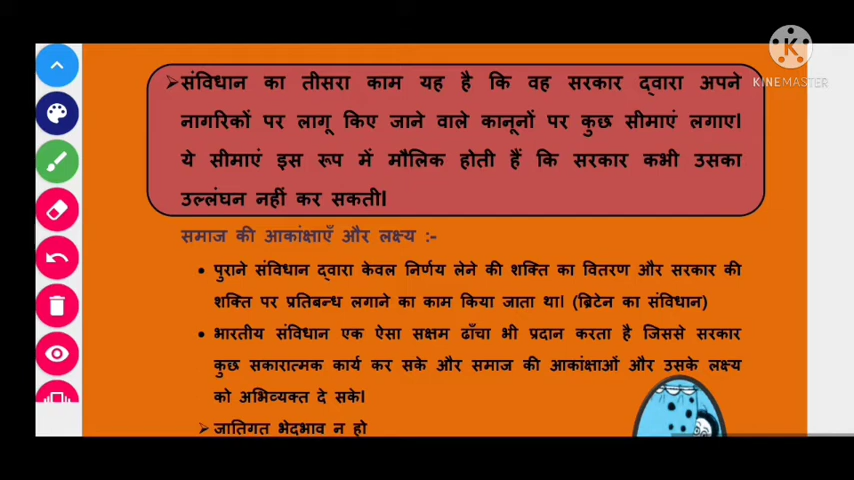 ➢संविधान का तीसरा काम यह है कि वह सरकार द्वारा अपने
नागरिकों पर लागू किए जाने वाले कानूनों पर कुछ सीमाएं लगाए।
ये सीमाएं इस रूप में मौलिक होती हैं कि सरकार कभी उसका
उल्लंघन नहीं कर सकती।
समाज की आकांक्षाएँ और लक्ष्य :-
• पुराने संविधान द्वारा केवल निर्णय लेने की शक्ति का वितरण और सरकार की
शक्ति पर प्रतिबन्ध लगाने का काम किया जाता था। (ब्रिटेन का संविधान)
• भारतीय संविधान एक ऐसा सक्षम ढाँचा भी प्रदान करता है जिससे सरकार
कुछ सकारात्मक कार्य कर सके और समाज की आकांक्षाओं और उसके लक्ष्य
को अभिव्यक्त दे सके।
➢ जातिगत भेदभाव न हो
K
KINEMASTER